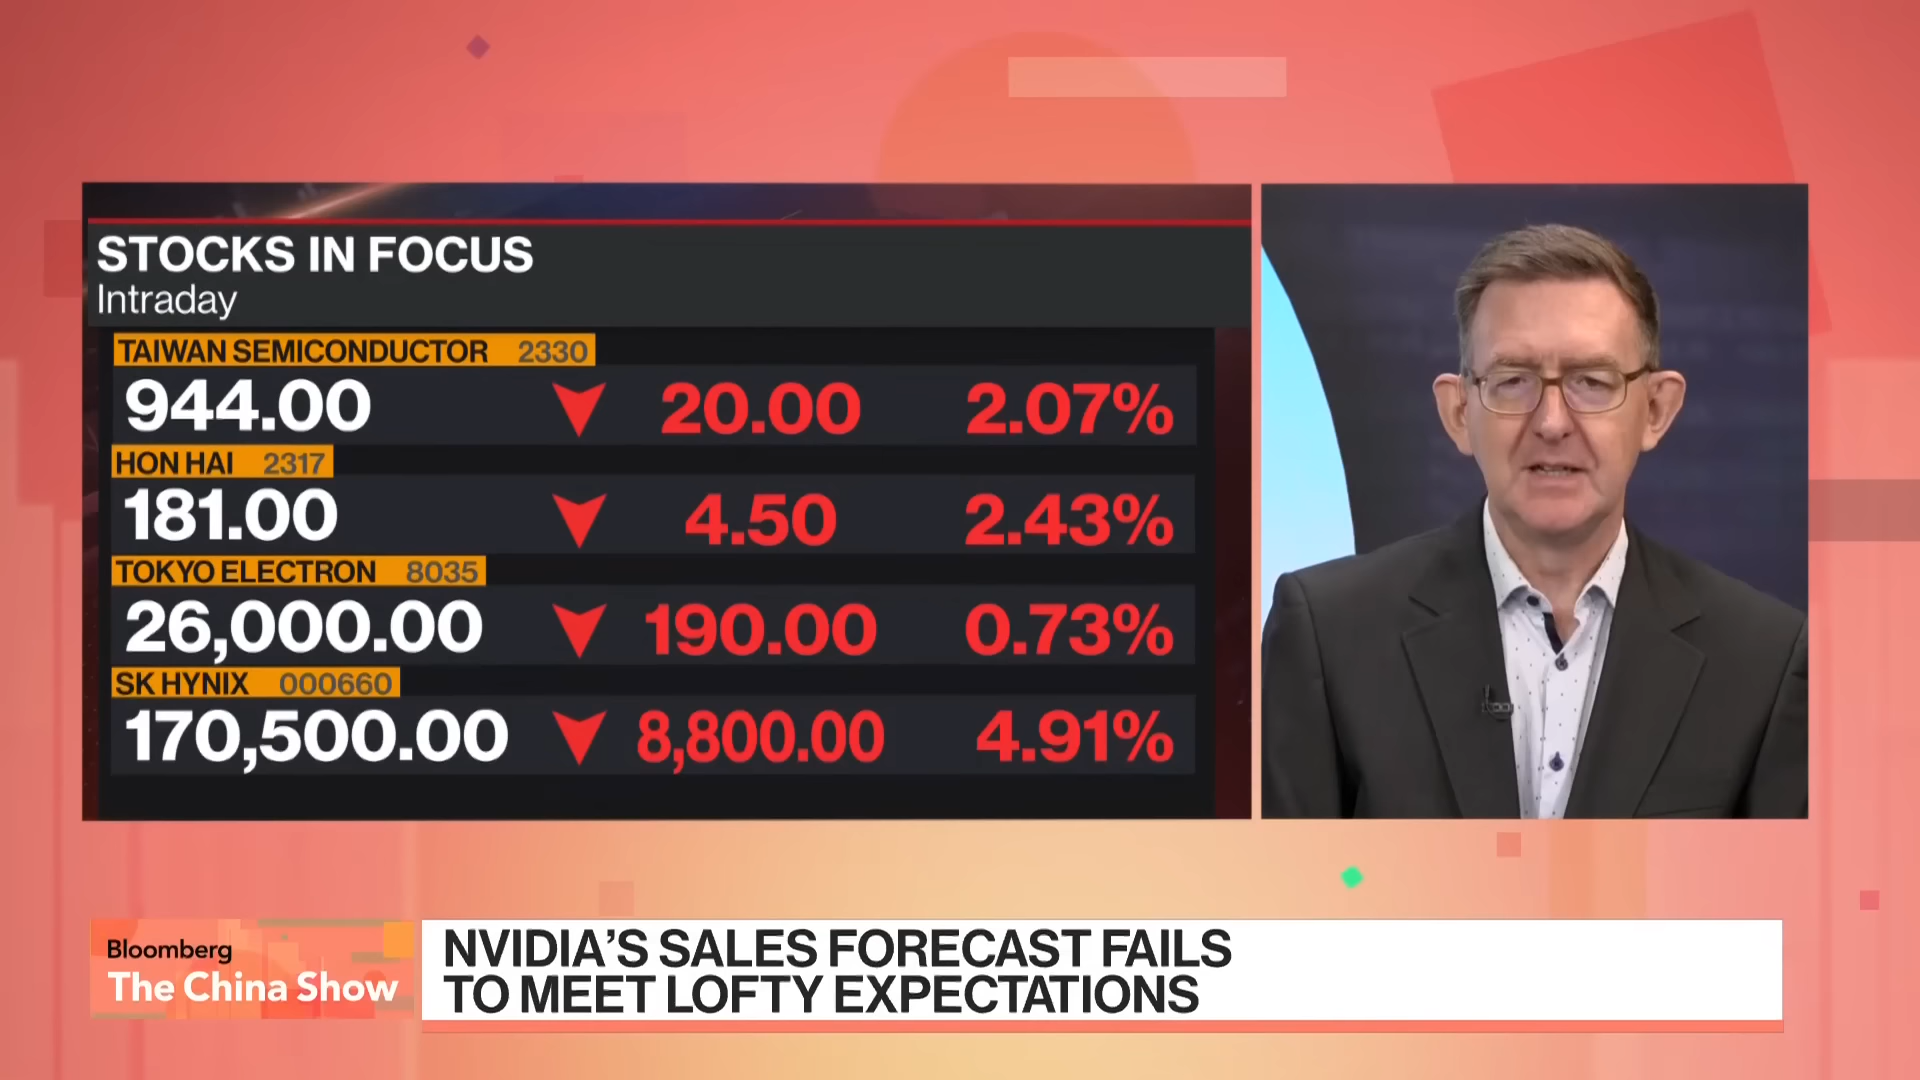 STOCKS IN FOCUS
Intraday
TAIWAN SEMICONDUCTOR 2330
944.00 20.00 2.07%
HON HAI 2317
181.00 4.50 2.43%
TOKYO ELECTRON 8035
26,000.00 190.00 0.73%
SK HYNIX 000660
170,500.00 8,800.00 4.91%
Bloomberg
The China Show
NVIDIA'S SALES FORECAST FAILS
TO MEET LOFTY EXPECTATIONS